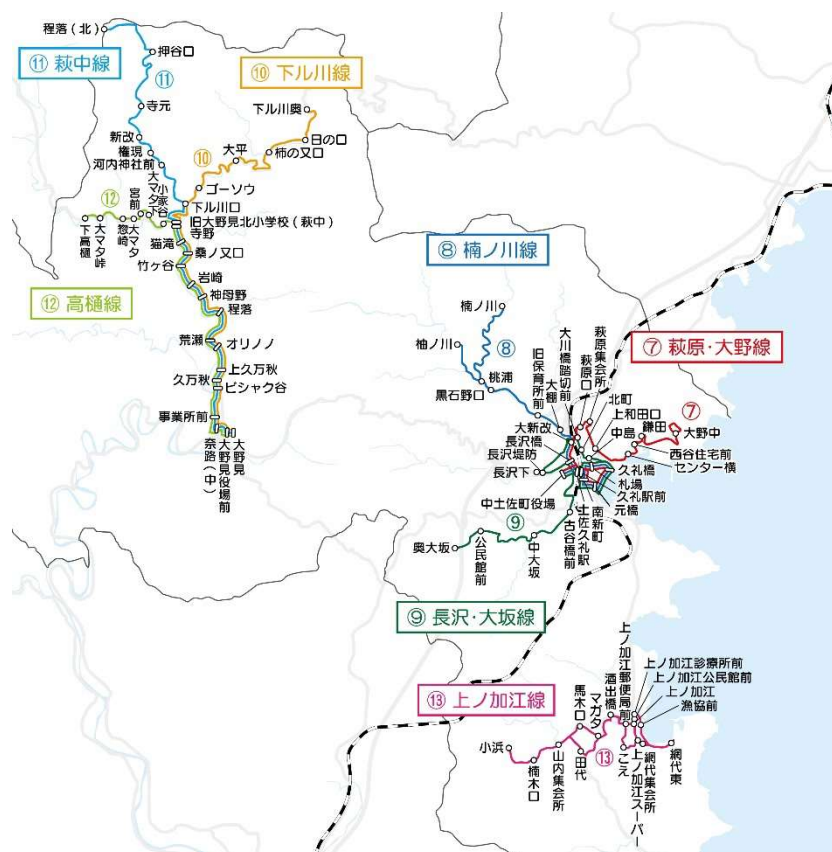 程落（北）
押谷口
⑪ 萩中線
⑪
⑩ 下ル川線
寺元
下ル川奥
新改
権現
河内神社前
日の口
大平
柿の又口
⑩
ゴーソウ
大マタ下
小家谷
宮前
⑫
下ル川口
旧大野見北小学校（萩中）
寺野
下高樋
大マタ峠
惣崎
大マタ
猫滝
桑ノ又口
竹ヶ谷
岩崎
神母野
程落
⑫ 高樋線
荒瀬
オリノノ
上久万秋
久万秋
ビシャク谷
事業所前
奈路（中）
大野見役場前
大野見
⑧ 楠ノ川線
楠ノ川
柚ノ川
⑧
桃浦
黒石野口
旧保育所前
大棚
大川橋踏切前
萩原口
萩原集会所
⑦ 萩原・大野線
北町
上和田口
中島
鎌田
⑦
大野中
西谷住宅前
センター横
大新改
長沢橋
長沢堤防
長沢下
久礼橋
札場
久礼駅前
元橋
中土佐町役場
南新町
土佐久礼駅
古谷橋前
⑨
奥大坂
公民館前
中大坂
⑨ 長沢・大坂線
⑬ 上ノ加江線
馬木口
マガタ
酒出橋
上ノ加江郵便局前
上ノ加江診療所前
上ノ加江公民館前
上ノ加江
漁協前
小浜
楠木口
山内集会所
田代
⑬
こえ
上ノ加江スーパー
網代集会所
網代東